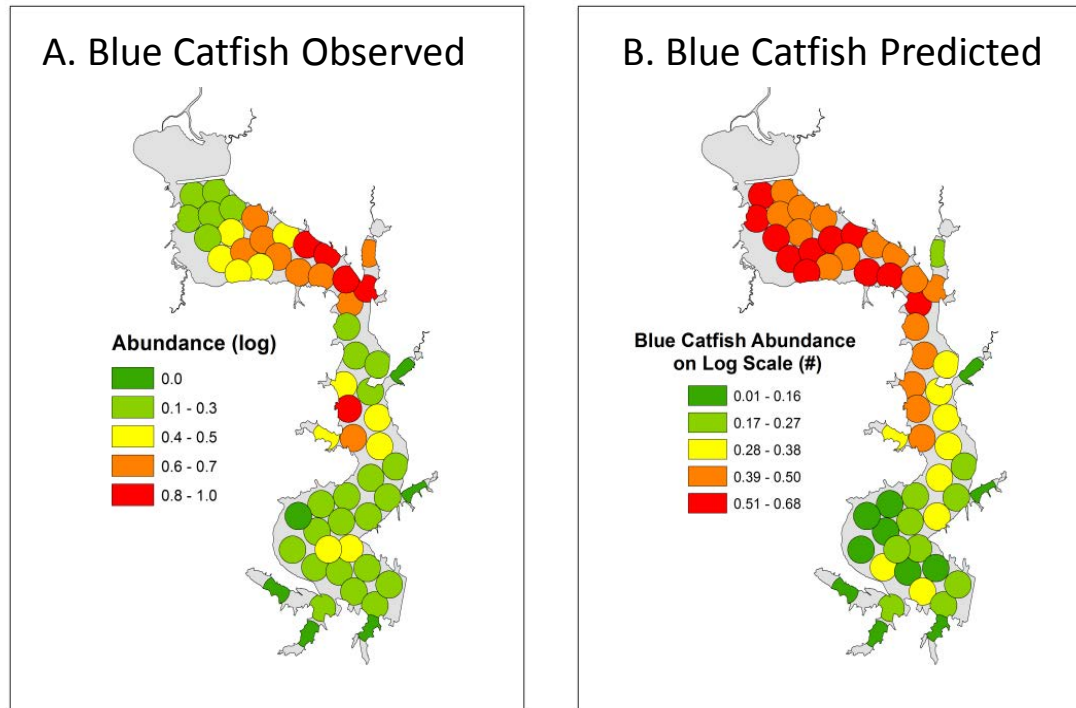 A. Blue Catfish Observed
Abundance (log)
0.0
0.1 - 0.3
0.4 - 0.5
0.6 - 0.7
0.8 - 1.0
B. Blue Catfish Predicted
Blue Catfish Abundance
on Log Scale (#)
0.01 - 0.16
0.17 - 0.27
0.28 - 0.38
0.39 - 0.50
0.51 - 0.68